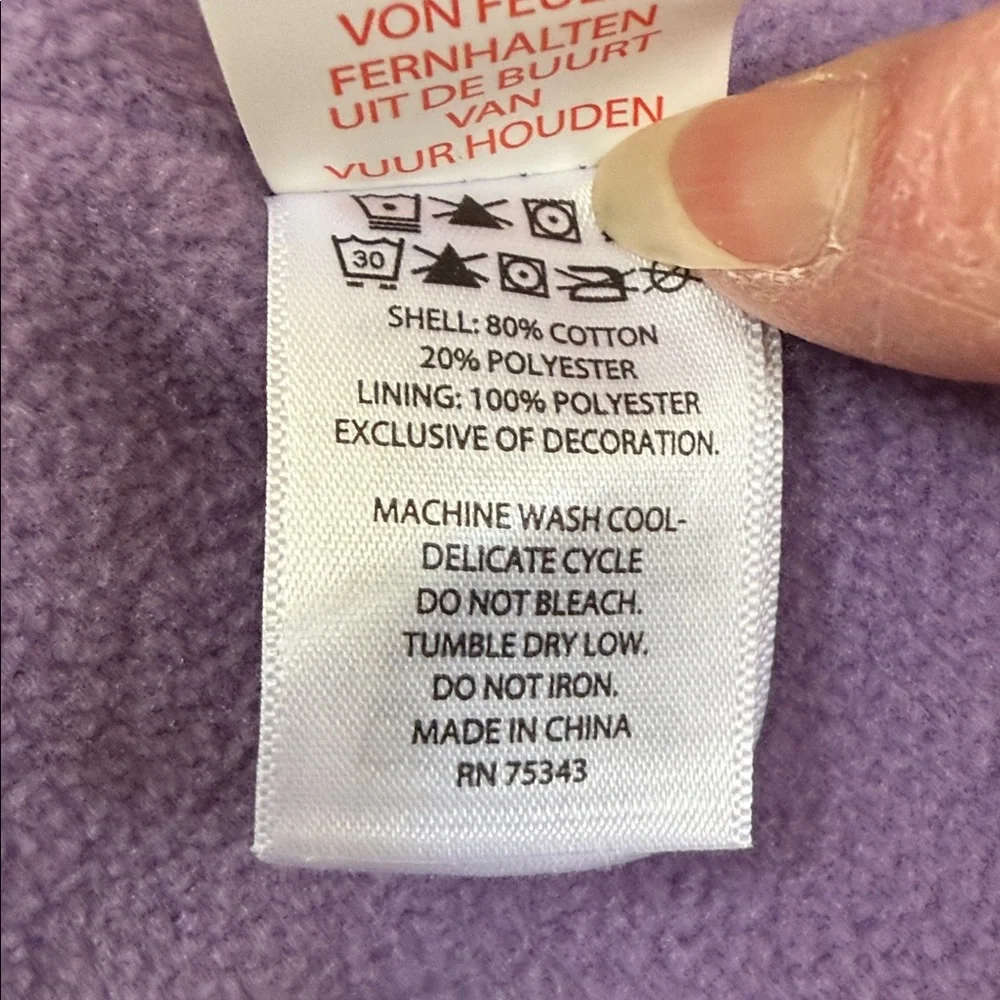 VON
FERNHALTEN
UIT DE BUURT
VAN
VUUR HOUDEN
30
SHELL: 80% COTTON
20% POLYESTER
LINING: 100% POLYESTER
EXCLUSIVE OF DECORATION.
MACHINE WASH COOL-
DELICATE CYCLE
DO NOT BLEACH.
TUMBLE DRY LOW.
DO NOT IRON.
MADE IN CHINA
RN 75343